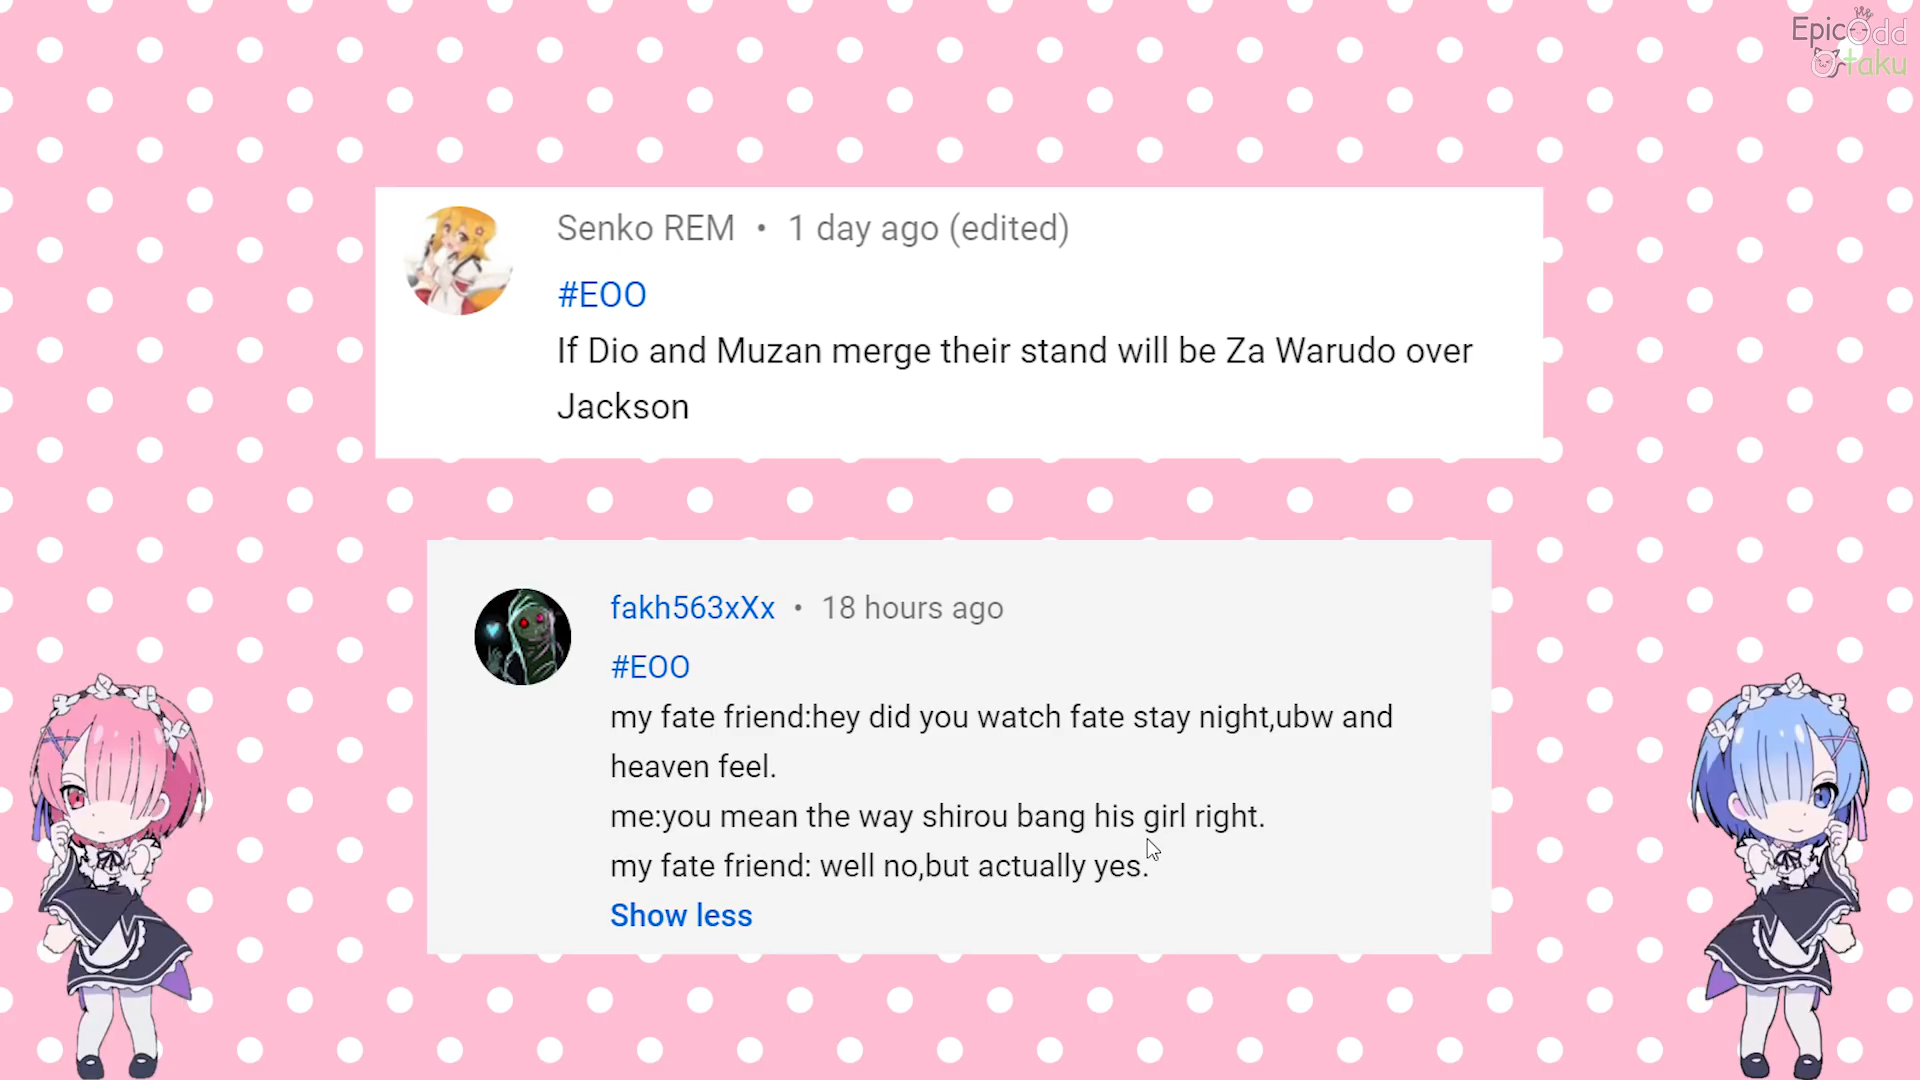 EpicOdd
Otaku
Senko REM • 1 day ago (edited)
#EOO
If Dio and Muzan merge their stand will be Za Warudo over
Jackson
fakh563xXx • 18 hours ago
#EOO
my fate friend:hey did you watch fate stay night,ubw and
heaven feel.
me:you mean the way shirou bang his girl right.
my fate friend: well no,but actually yes.
Show less